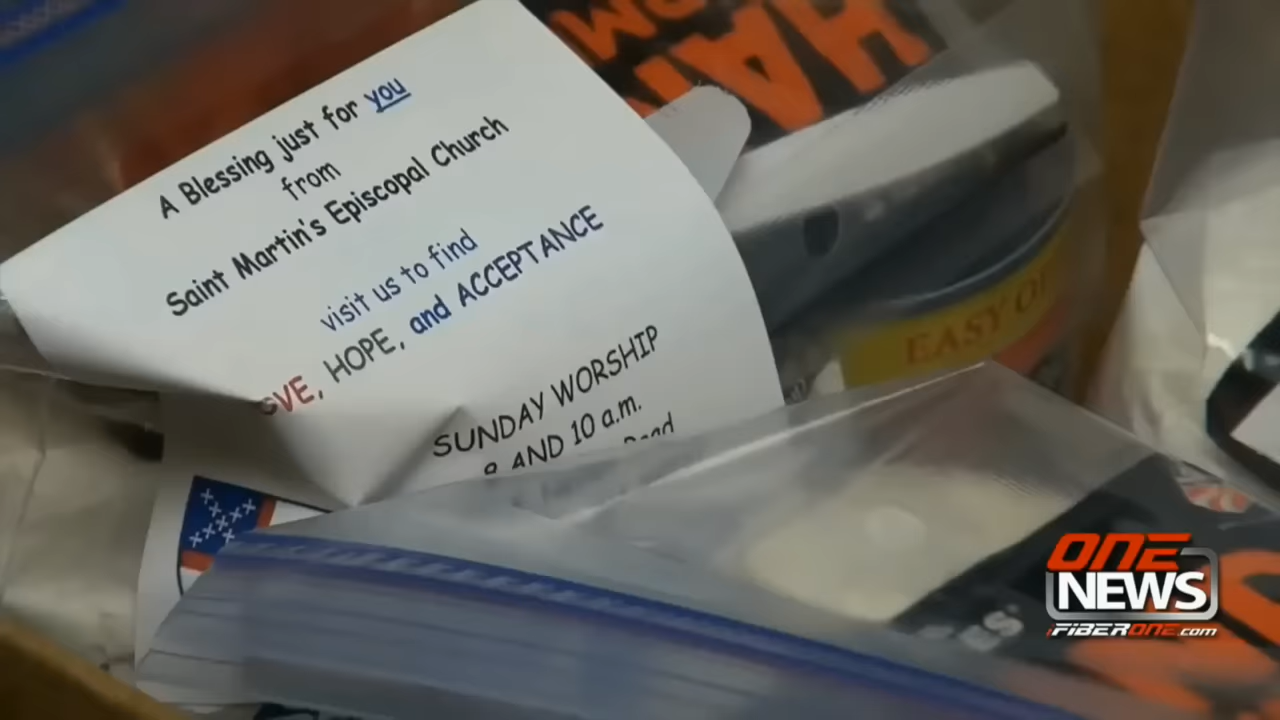 A Blessing just for you
from
Saint Martin's Episcopal Church
visit us to find
HOPE, and ACCEPTANCE
SUNDAY WORSHIP
AND 10 a.m.
EASY
ONE
NEWS
iFIBERONE.com